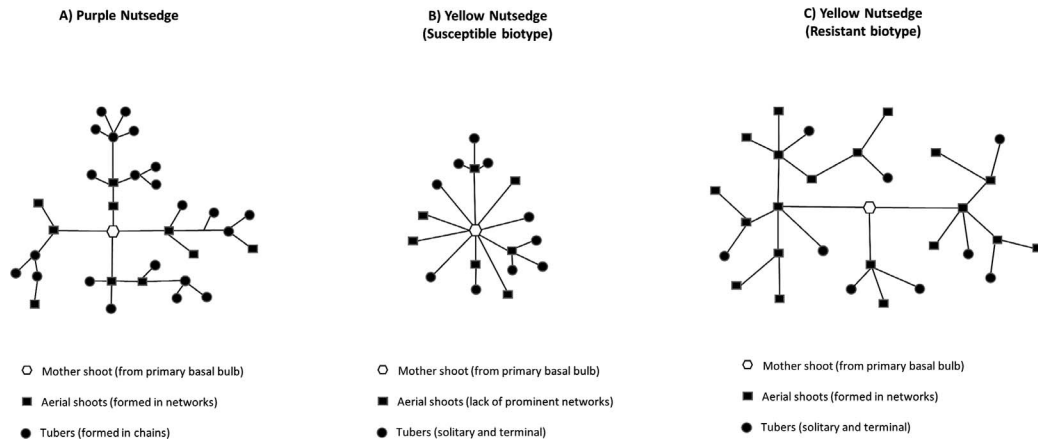 A) Purple Nutsedge
B) Yellow Nutsedge
(Susceptible biotype)
C) Yellow Nutsedge
(Resistant biotype)
Mother shoot (from primary basal bulb)
Aerial shoots (formed in networks)
Tubers (formed in chains)
Mother shoot (from primary basal bulb)
Aerial shoots (lack of prominent networks)
Tubers (solitary and terminal)
Mother shoot (from primary basal bulb)
Aerial shoots (formed in networks)
Tubers (solitary and terminal)